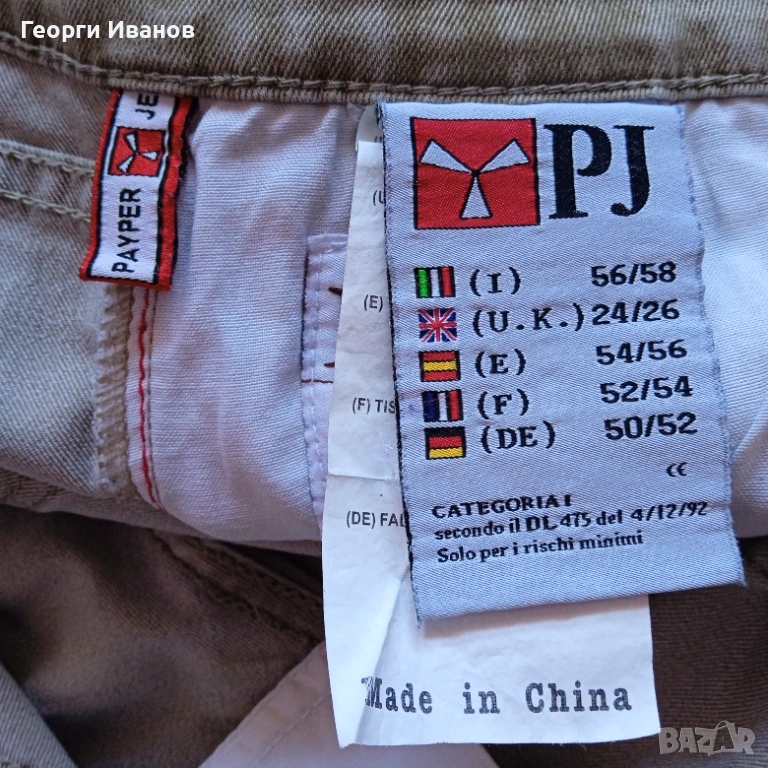 Георги Иванов
PAYPER JE
PJ
(I) 56/58
(U.K.) 24/26
(E) 54/56
(F) 52/54
(DE) 50/52
CE
CATEGORIA I
secondo il DL 475 del 4/12/92
Solo per i rischi minimi
(E)
(F) TIS
(DE) FAL
Made in China
BAZAR